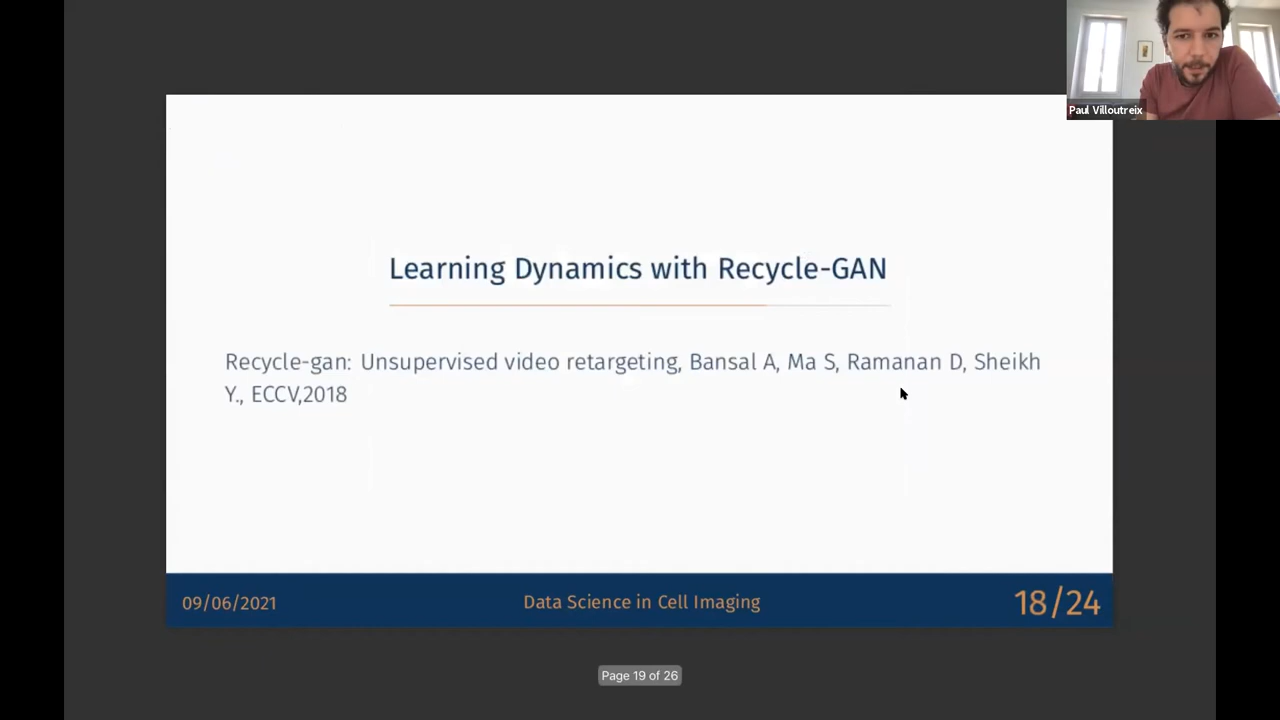 Paul Villoutreix
Learning Dynamics with Recycle-GAN
Recycle-gan: Unsupervised video retargeting, Bansal A, Ma S, Ramanan D, Sheikh
Y., ECCV,2018
09/06/2021
Data Science in Cell Imaging
18/24
Page 19 of 26